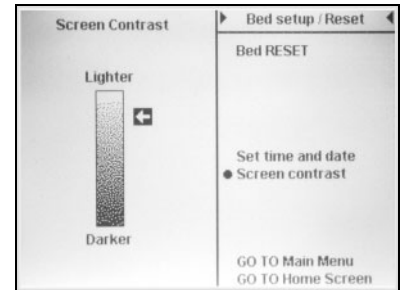 Screen Contrast
Lighter
Darker
Bed setup / Reset
Bed RESET
Set time and date
Screen contrast
GO TO Main Menu
GO TO Home Screen